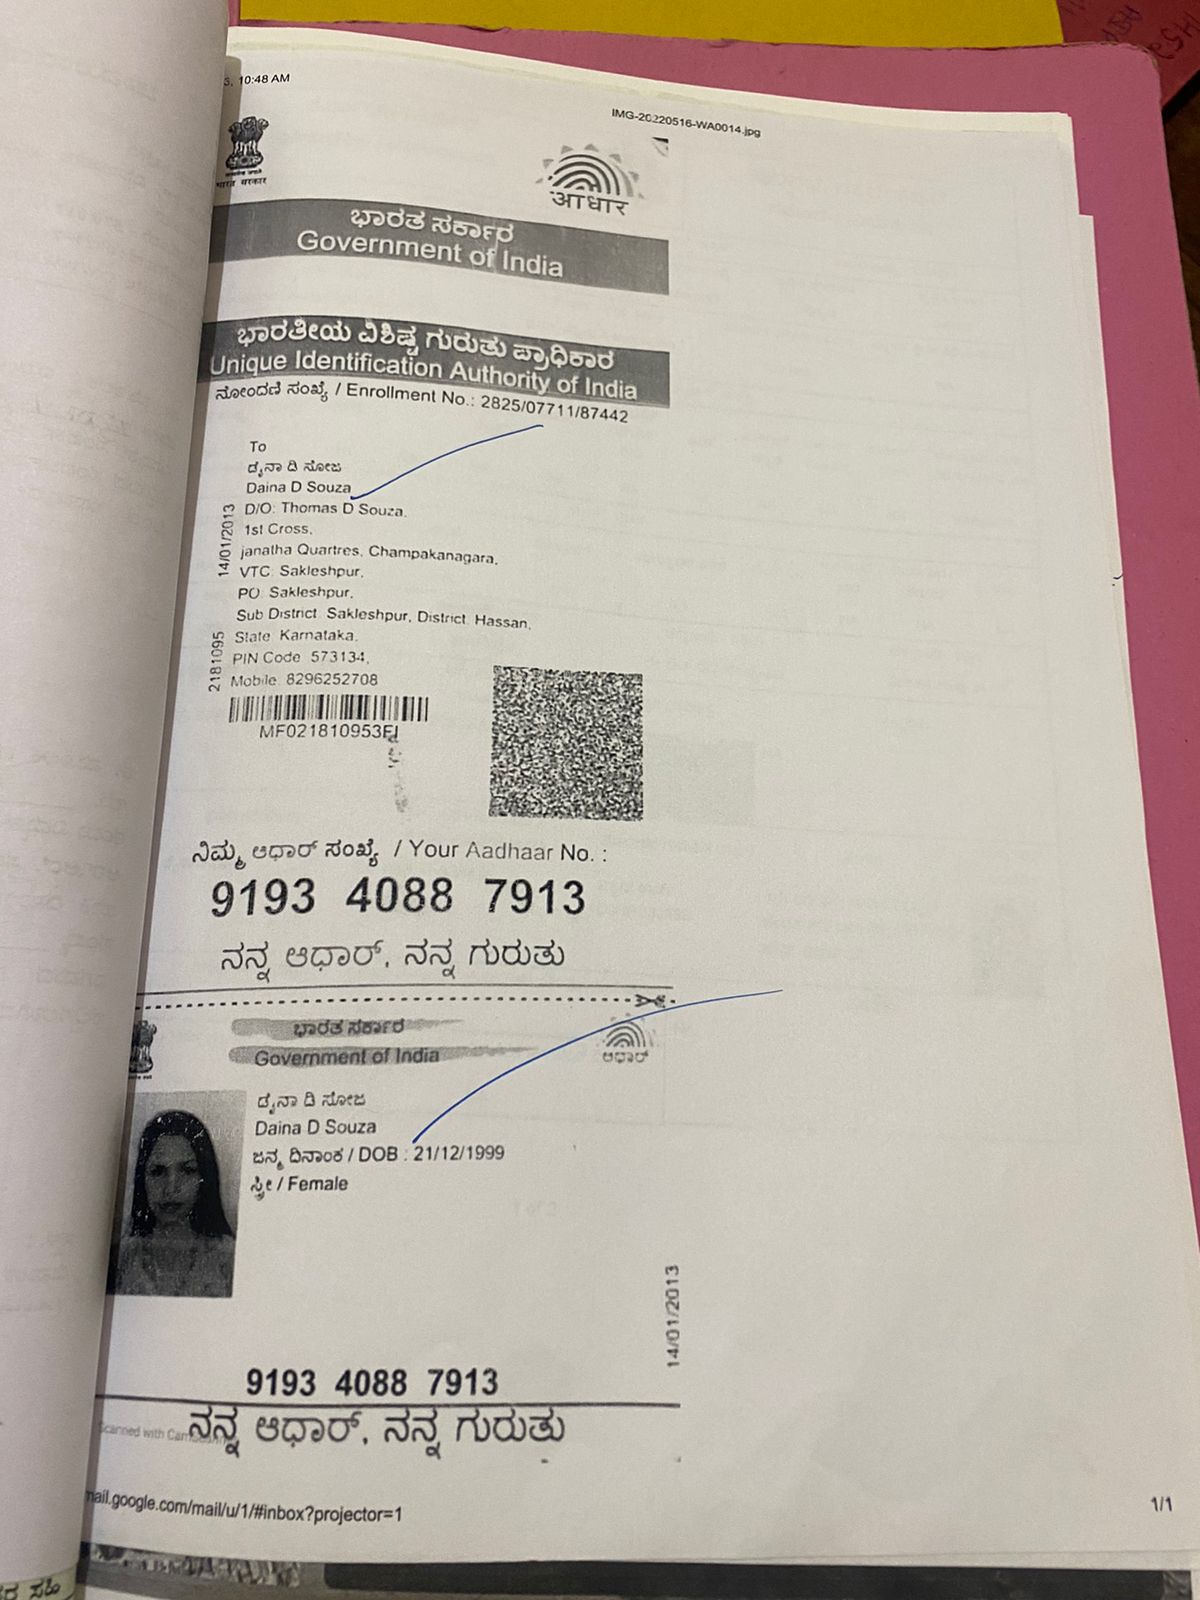 3, 10:48 AM
IMG-20220516-WA0014.jpg
भारत सरकार
आधार
ಭಾರತ ಸರ್ಕಾರ
Government of India
ಭಾರತೀಯ ವಿಶಿಷ್ಟ ಗುರುತು ಪ್ರಾಧಿಕಾರ
Unique Identification Authority of India
ನೋಂದಣಿ ಸಂಖ್ಯೆ / Enrollment No.: 2825/07711/87442
To
ಡೈನಾ ಡಿ ಸೋಜ
Daina D Souza
D/O: Thomas D Souza,
1st Cross,
janatha Quartres, Champakanagara,
VTC: Sakleshpur,
PO: Sakleshpur,
Sub District: Sakleshpur, District: Hassan,
State: Karnataka,
PIN Code: 573134,
Mobile: 8296252708
14/01/2013
2181095
MF021810953FI
ನಿಮ್ಮ ಆಧಾರ್ ಸಂಖ್ಯೆ / Your Aadhaar No. :
9193 4088 7913
ನನ್ನ ಆಧಾರ್, ನನ್ನ ಗುರುತು
ಭಾರತ ಸರ್ಕಾರ
Government of India
ಆಧಾರ್
ಡೈನಾ ಡಿ ಸೋಜ
Daina D Souza
ಜನ್ಮ ದಿನಾಂಕ / DOB : 21/12/1999
ಸ್ತ್ರೀ / Female
14/01/2013
9193 4088 7913
ನನ್ನ ಆಧಾರ್, ನನ್ನ ಗುರುತು
Scanned with
mail.google.com/mail/u/1/#inbox?projector=1
1/1